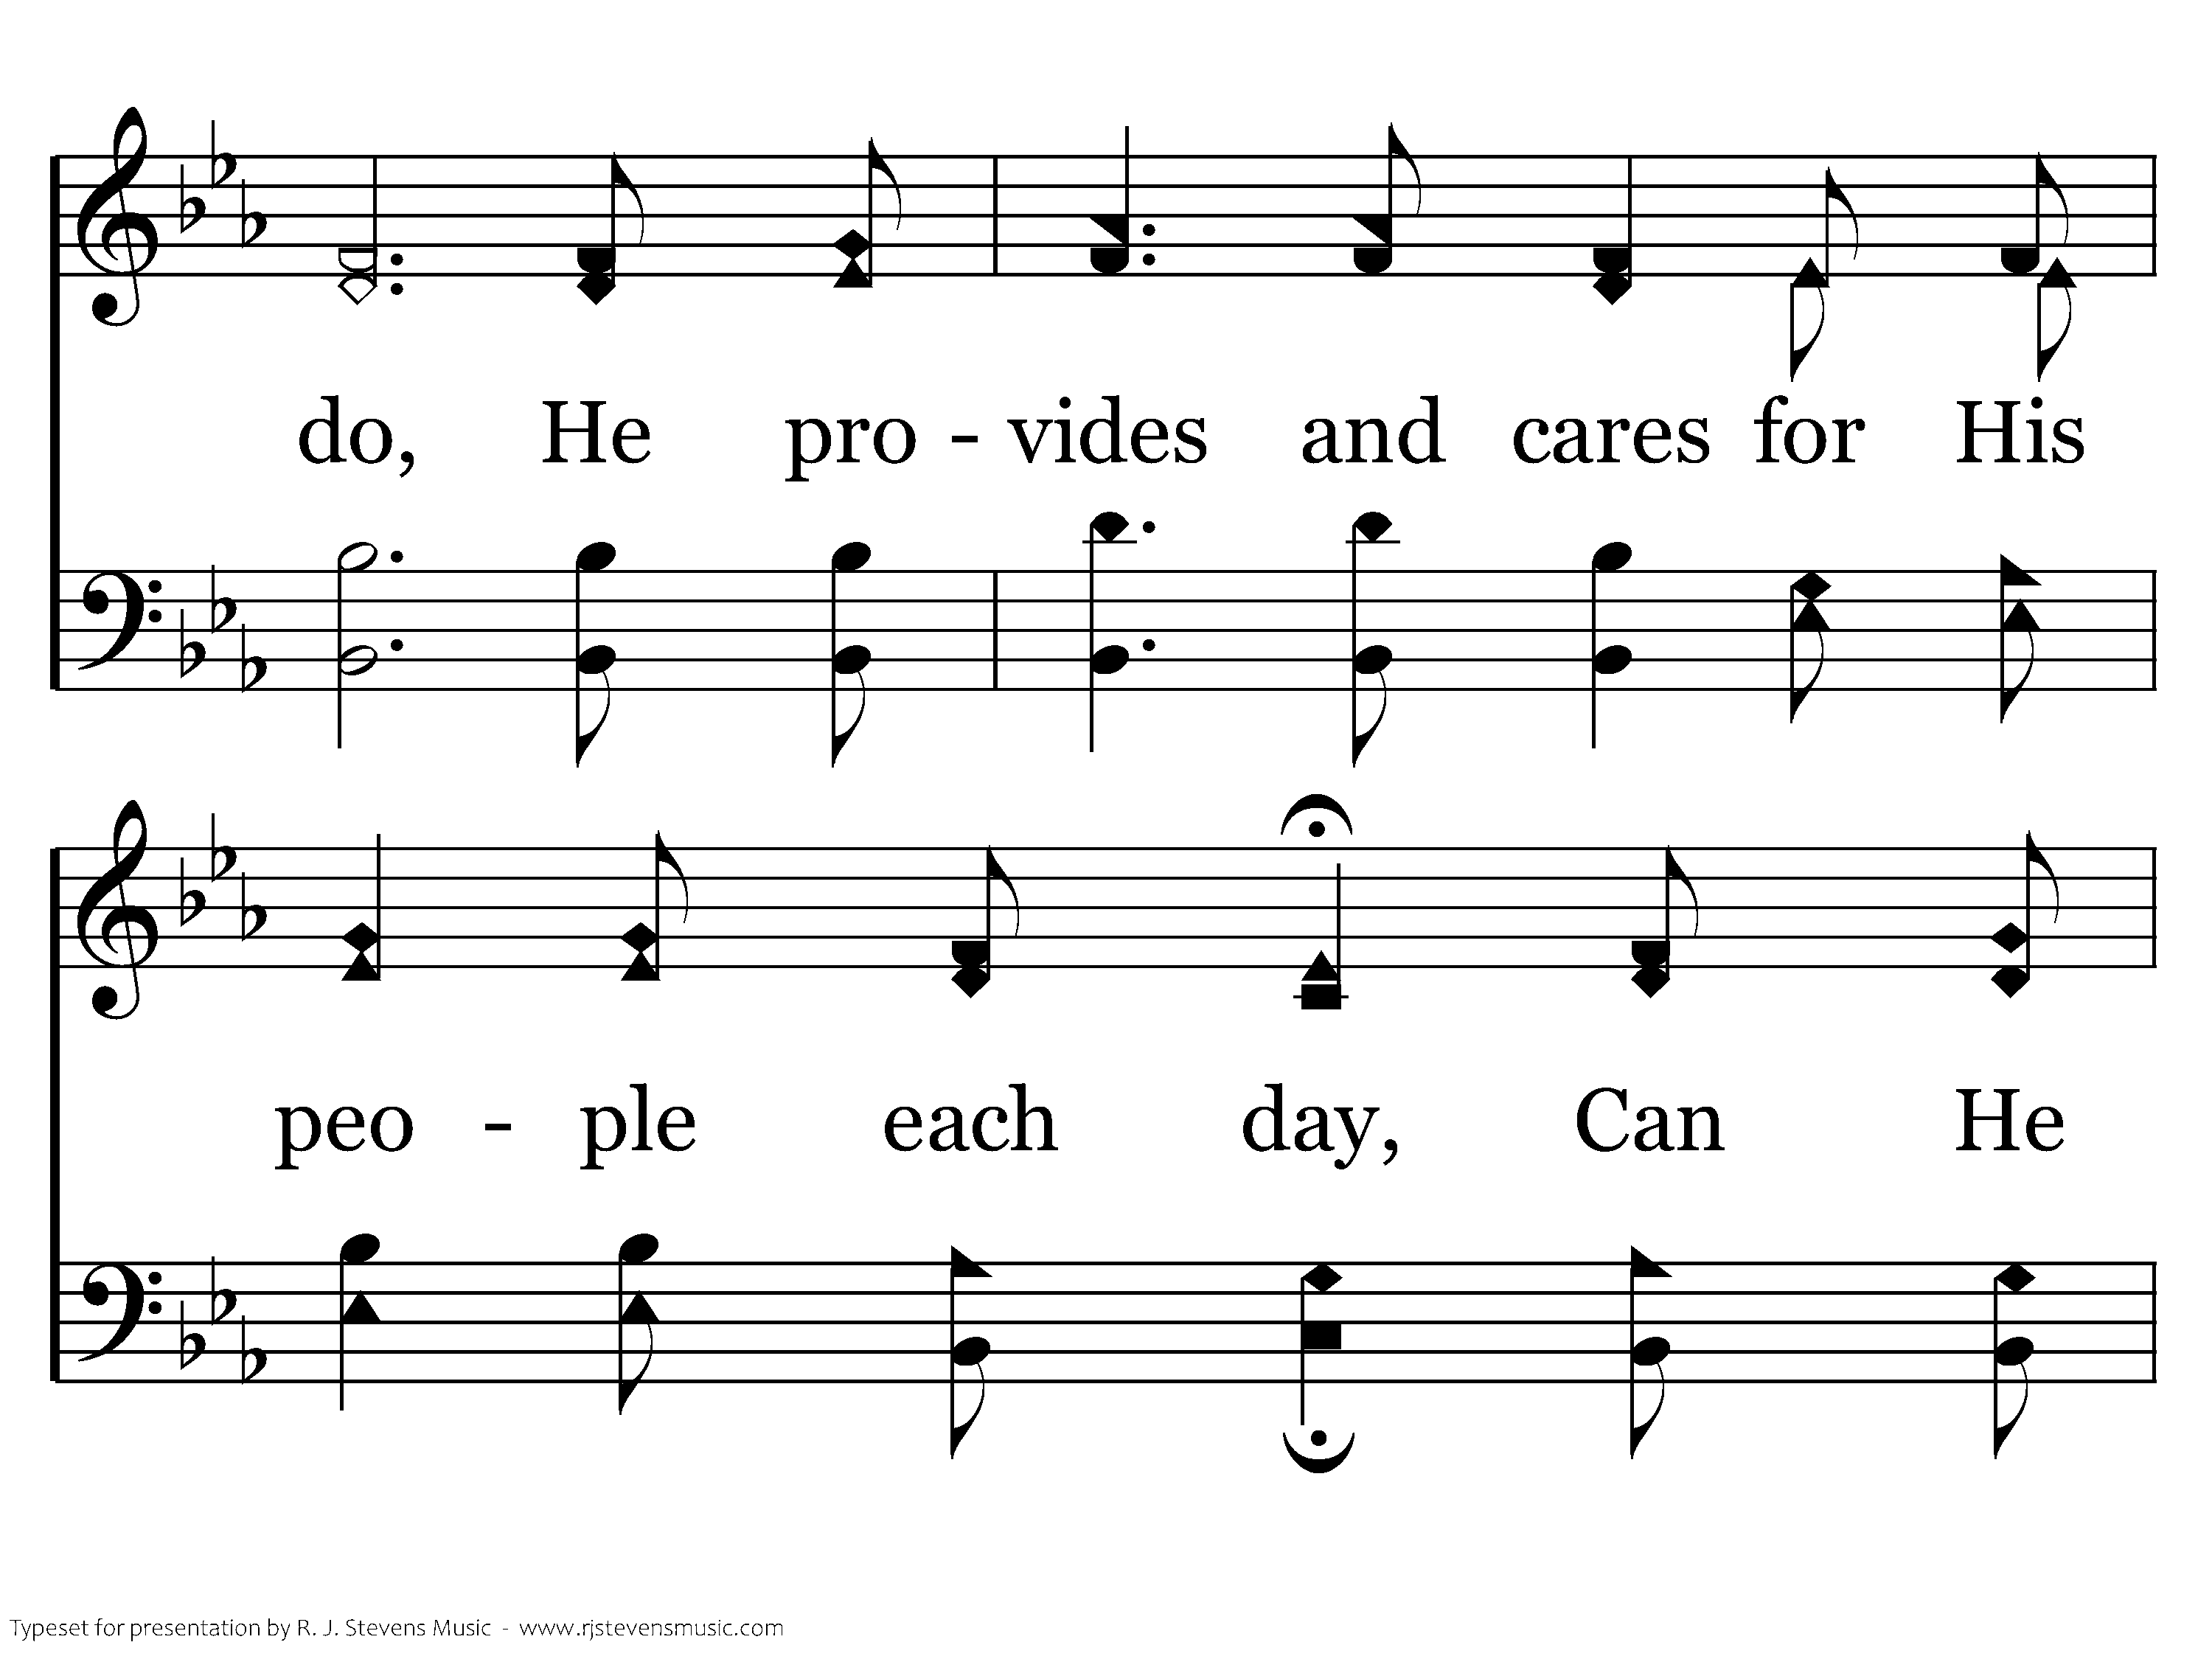 do, He pro - vides and cares for His
peo - ple each day, Can He
Typeset for presentation by R. J. Stevens Music - www.rjstevensmusic.com